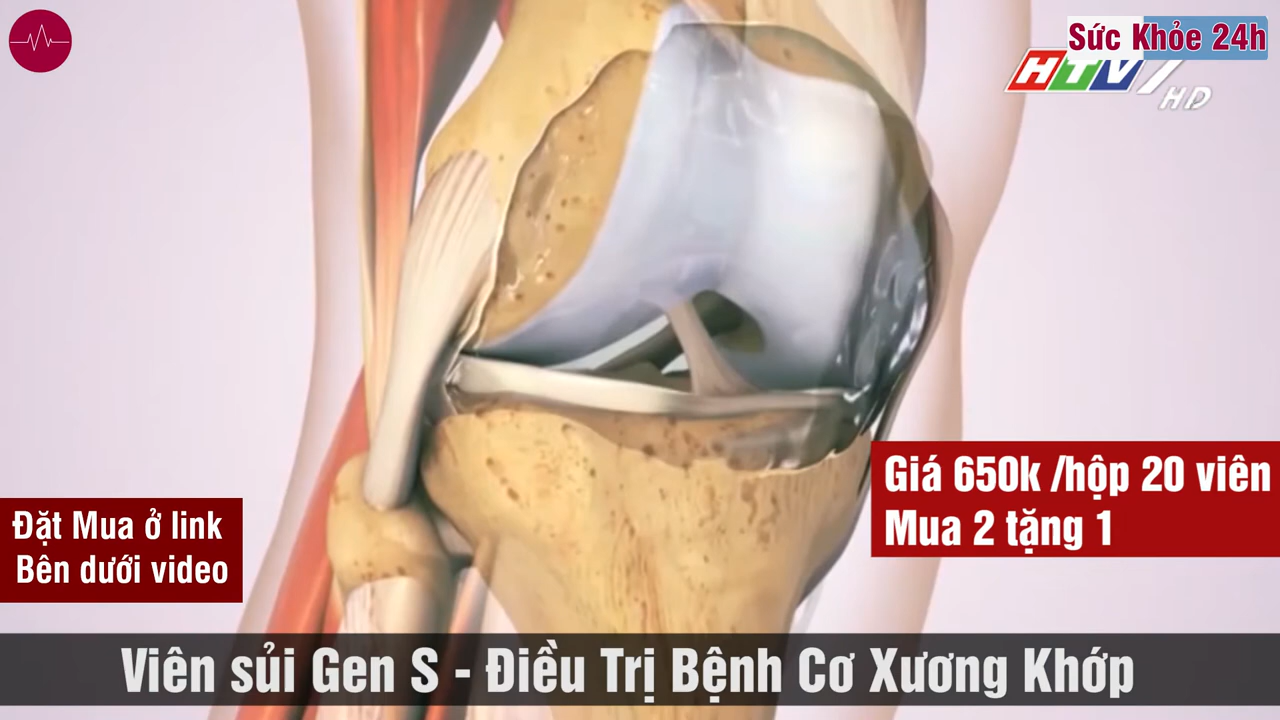 Sức Khỏe 24h
HTV7
HD
Giá 650k /hộp 20 viên
Mua 2 tặng 1
Đặt Mua ở link
Bên dưới video
Viên sủi Gen S - Điều Trị Bệnh Cơ Xương Khớp